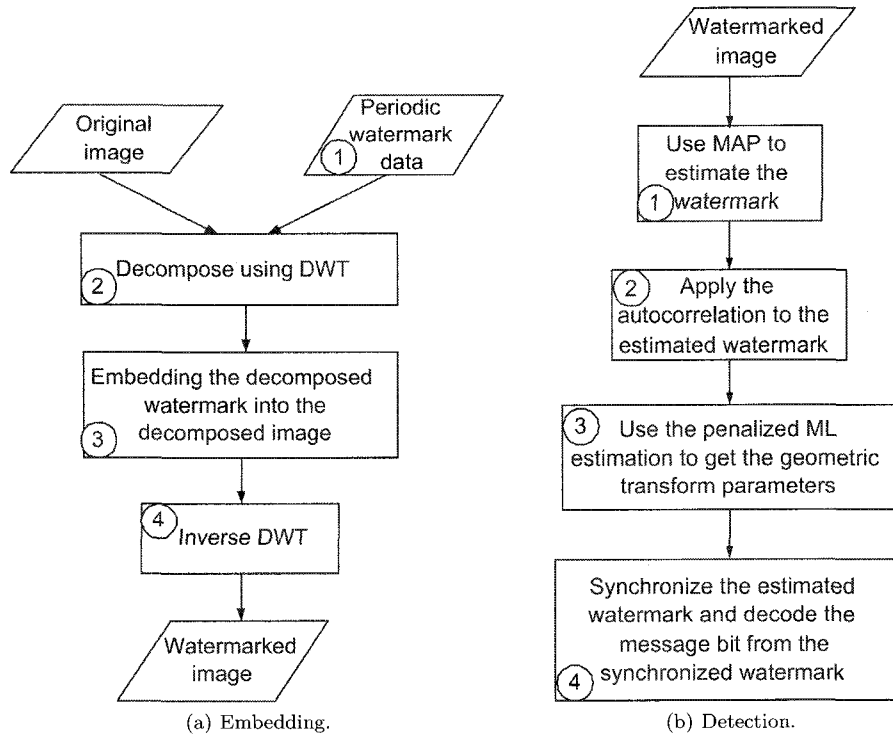 Original
image
Periodic
watermark
data
1
Decompose using DWT
2
Embedding the decomposed
watermark into the
decomposed image
3
4
Inverse DWT
Watermarked
image
(a) Embedding.
Watermarked
image
Use MAP to
estimate the
watermark
1
2
Apply the
autocorrelation to the
estimated watermark
3
Use the penalized ML
estimation to get the geometric
transform parameters
Synchronize the estimated
watermark and decode the
message bit from the
synchronized watermark
4
(b) Detection.